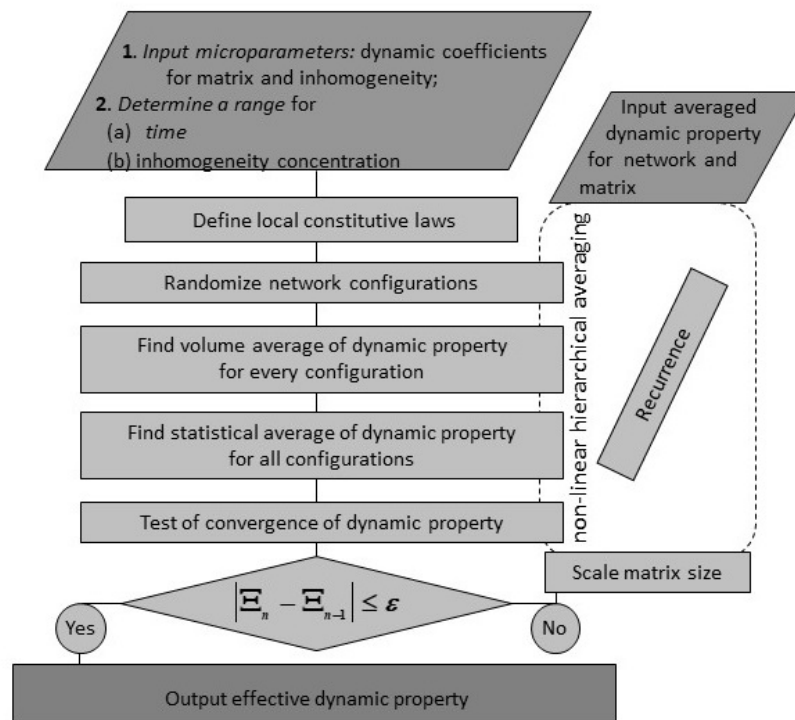 1. Input microparameters: dynamic coefficients
for matrix and inhomogeneity;
2. Determine a range for
(a) time
(b) inhomogeneity concentration
Input averaged
dynamic property
for network and
matrix
Define local constitutive laws
Randomize network configurations
Find volume average of dynamic property
for every configuration
Find statistical average of dynamic property
for all configurations
Test of convergence of dynamic property
non-linear hierarchical averaging
Recurrence
Scale matrix size
|Ξₙ − Ξₙ₋₁| ≤ ε
Yes
No
Output effective dynamic property